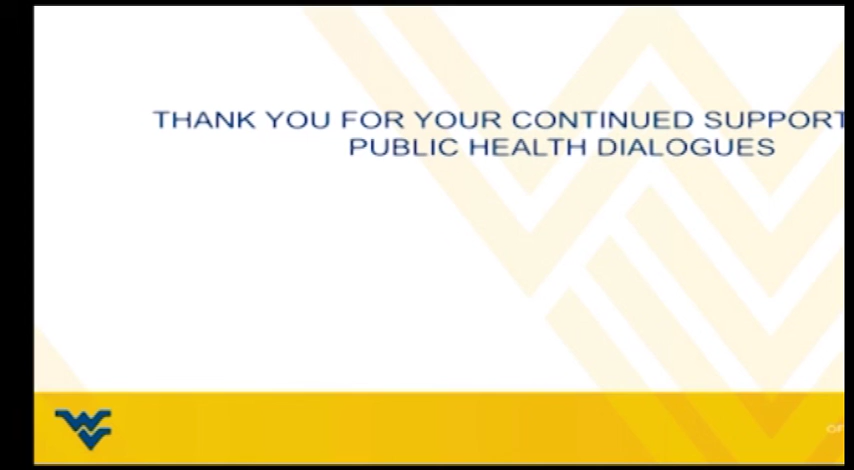 THANK YOU FOR YOUR CONTINUED SUPPORT
PUBLIC HEALTH DIALOGUES